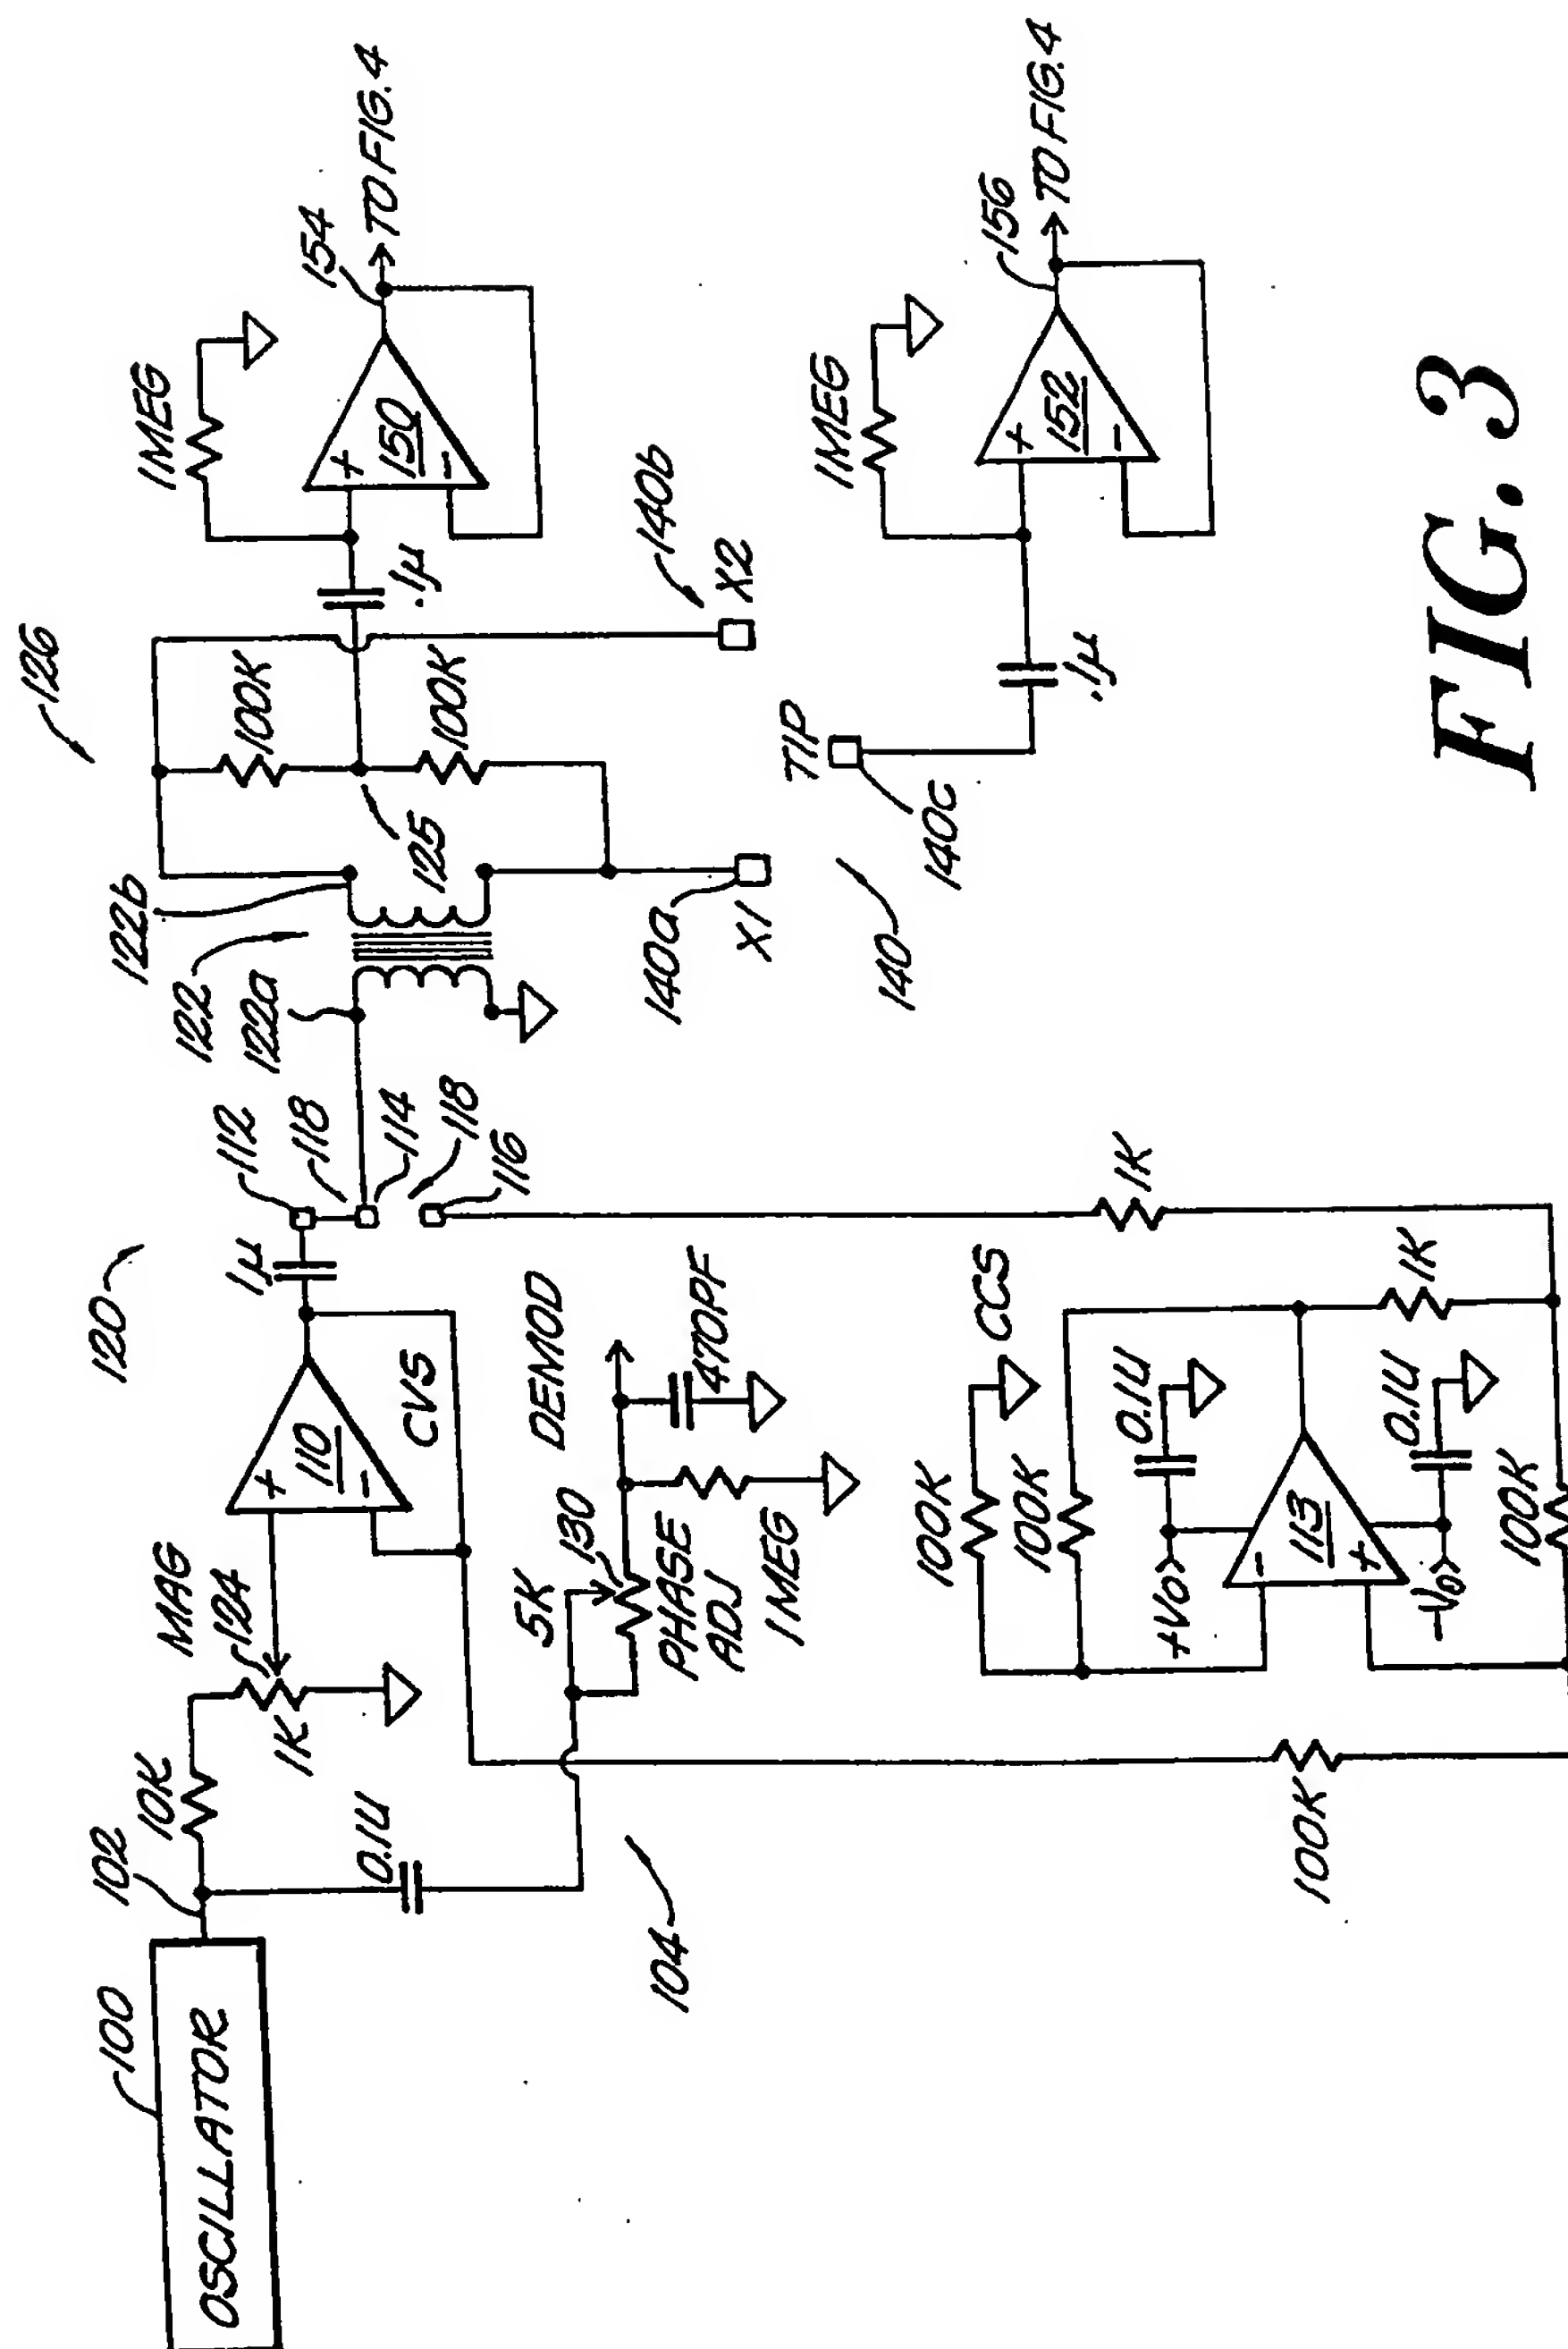 100
OSCILLATOR
102
10K
MAG
124
1K
0.1U
104
110
+
-
CVS
1µ
120
112
118
114
118
116
5K
130
PHASE
ADJ
1MEG
DEMOD
470PF
100K
100K
100K
CCS
+Vo
-Vo
113
-
+
0.1U
0.1U
100K
1K
1K
122
122a
122b
125
126
100K
100K
140a
X1
140b
X2
140
140c
TIP
.1µ
1MEG
150
+
-
154
TO FIG. 4
.1µ
1MEG
152
+
-
156
TO FIG. 4
FIG. 3